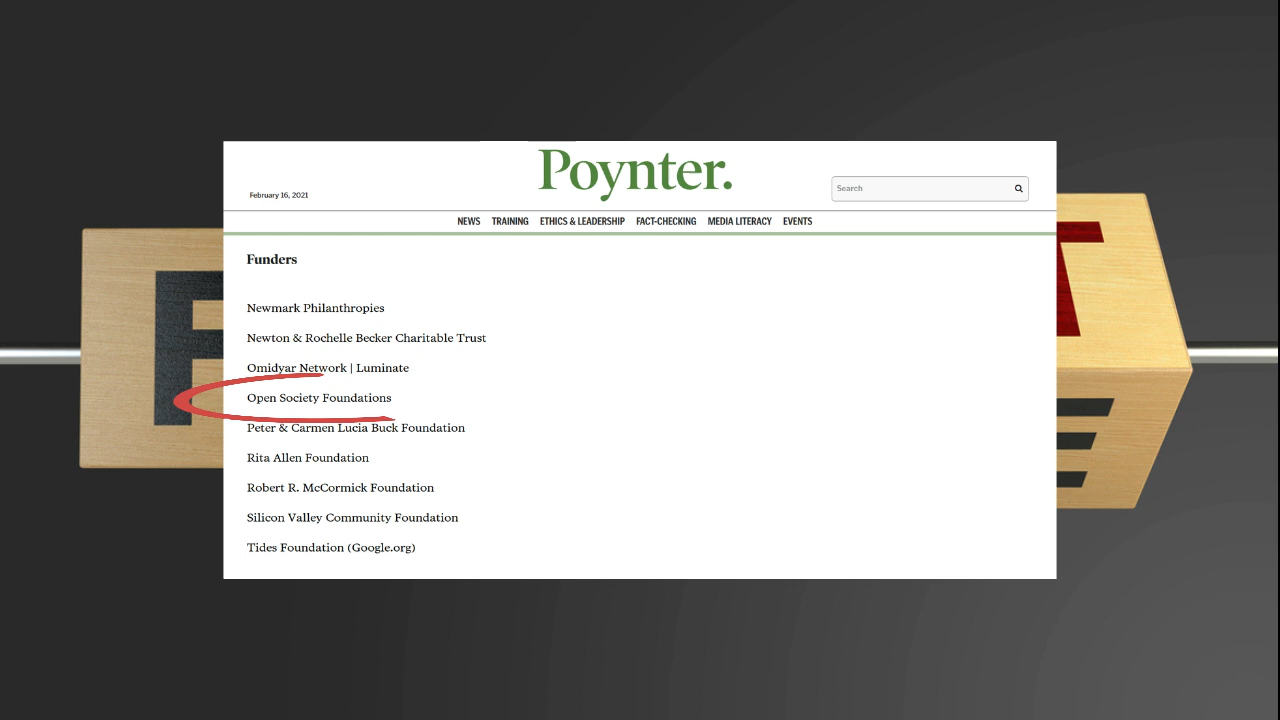 Poynter.
February 16, 2021
Search
NEWS TRAINING ETHICS & LEADERSHIP FACT-CHECKING MEDIA LITERACY EVENTS
Funders
Newmark Philanthropies
Newton & Rochelle Becker Charitable Trust
Omidyar Network | Luminate
Open Society Foundations
Peter & Carmen Lucia Buck Foundation
Rita Allen Foundation
Robert R. McCormick Foundation
Silicon Valley Community Foundation
Tides Foundation (Google.org)
F
T
E